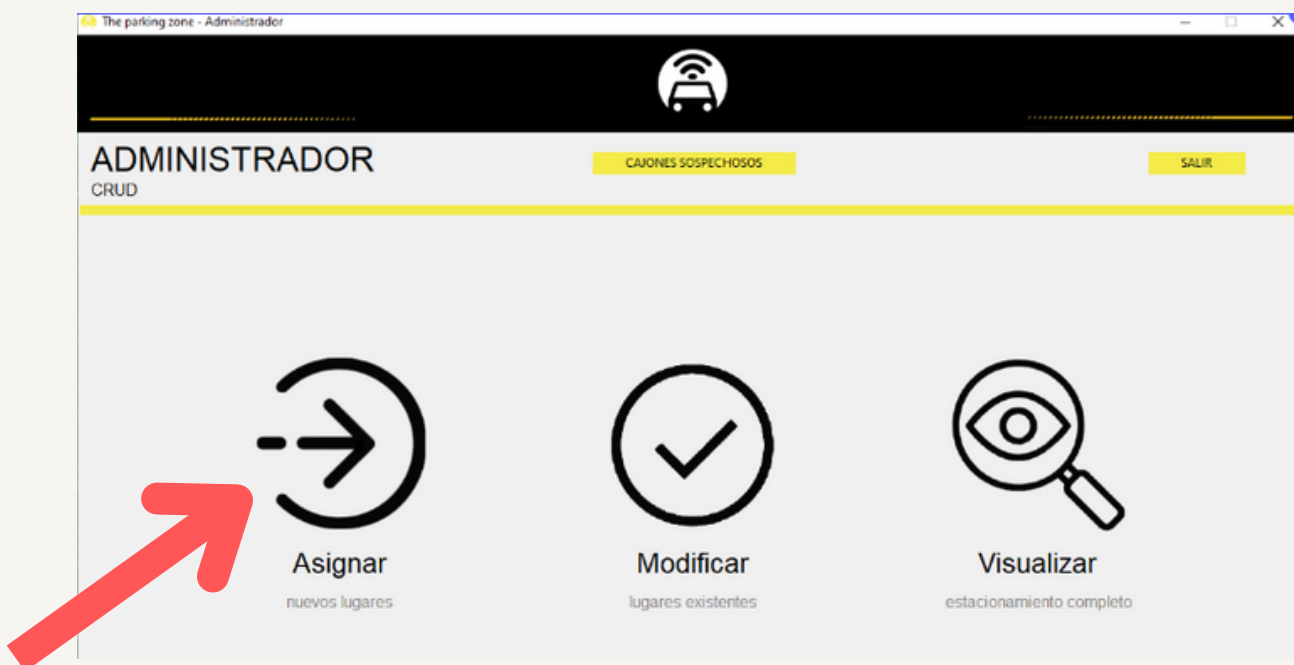 The parking zone - Administrador
ADMINISTRADOR
CRUD
CAJONES SOSPECHOSOS
SALIR
Asignar
nuevos lugares
Modificar
lugares existentes
Visualizar
estacionamiento completo